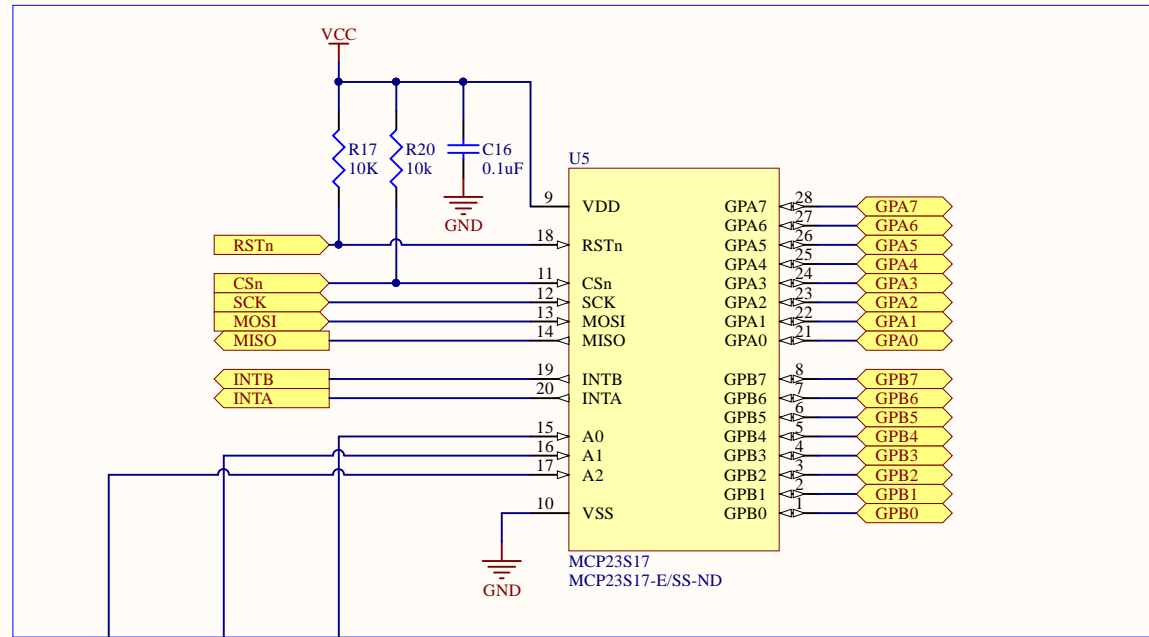 VCC
R17
10K
R20
10k
C16
0.1uF
GND
U5
9 VDD
18 RSTn
11 CSn
12 SCK
13 MOSI
14 MISO
19 INTB
20 INTA
15 A0
16 A1
17 A2
10 VSS
RSTn
CSn
SCK
MOSI
MISO
INTB
INTA
GPA7 28 GPA7
GPA6 27 GPA6
GPA5 26 GPA5
GPA4 25 GPA4
GPA3 24 GPA3
GPA2 23 GPA2
GPA1 22 GPA1
GPA0 21 GPA0
GPB7 8 GPB7
GPB6 7 GPB6
GPB5 6 GPB5
GPB4 5 GPB4
GPB3 4 GPB3
GPB2 3 GPB2
GPB1 2 GPB1
GPB0 1 GPB0
GND
MCP23S17
MCP23S17-E/SS-ND